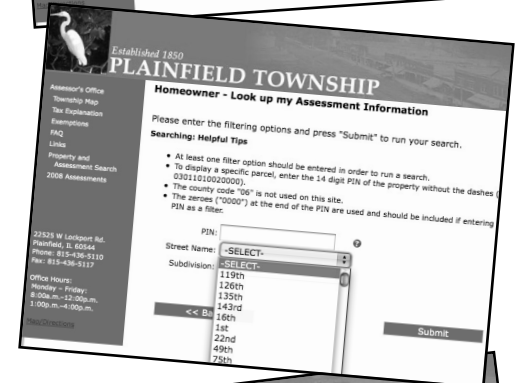 Established 1850
PLAINFIELD TOWNSHIP
Assessor's Office
Township Map
Tax Explanation
Exemptions
FAQ
Links
Property and
Assessment Search
2008 Assessments
22525 W Lockport Rd.
Plainfield, IL 60544
Phone: 815-436-5110
Fax: 815-436-5117
Office Hours:
Monday - Friday:
8:00a.m.-12:00p.m.
1:00p.m.-4:00p.m.
Map/Directions
Homeowner - Look up my Assessment Information
Please enter the filtering options and press "Submit" to run your search.
Searching: Helpful Tips
• At least one filter option should be entered in order to run a search.
• To display a specific parcel, enter the 14 digit PIN of the property without the dashes (
03011010020000).
• The county code "06" is not used on this site.
• The zeroes ("0000") at the end of the PIN are used and should be included if entering
PIN as a filter.
PIN:
Street Name: -SELECT-
Subdivision: -SELECT-
119th
126th
135th
143rd
16th
1st
22nd
49th
75th
<< Ba
Submit